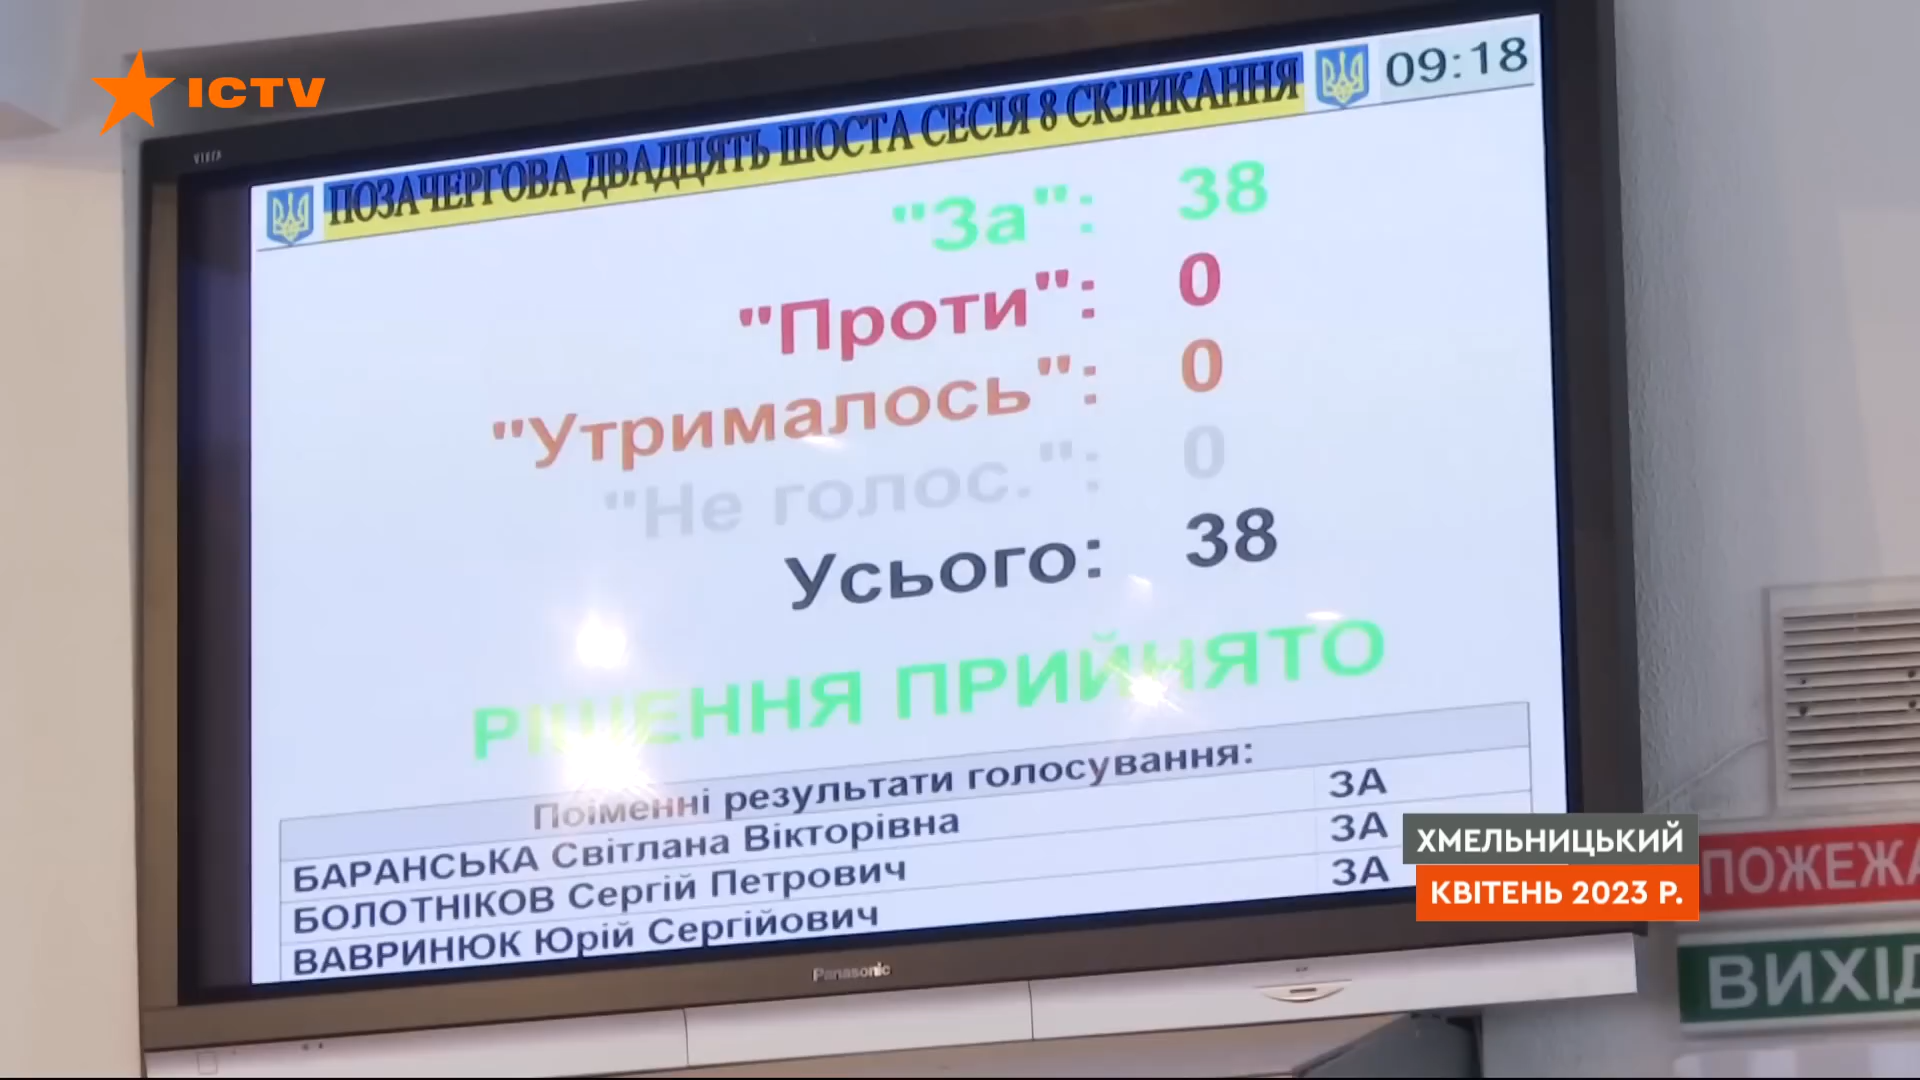 ICTV
ПОЗАЧЕРГОВА ДВАДЦЯТЬ ШОСТА СЕСІЯ 8 СКЛИКАННЯ
09:18
"За": 38
"Проти": 0
"Утрималось": 0
"Не голос.": 0
Усього: 38
РІШЕННЯ ПРИЙНЯТО
Поіменні результати голосування:
БАРАНСЬКА Світлана Вікторівна ЗА
БОЛОТНІКОВ Сергій Петрович ЗА
ВАВРИНЮК Юрій Сергійович ЗА
Panasonic
VIERA
ХМЕЛЬНИЦЬКИЙ
КВІТЕНЬ 2023 Р.
ПОЖЕЖА
ВИХІД